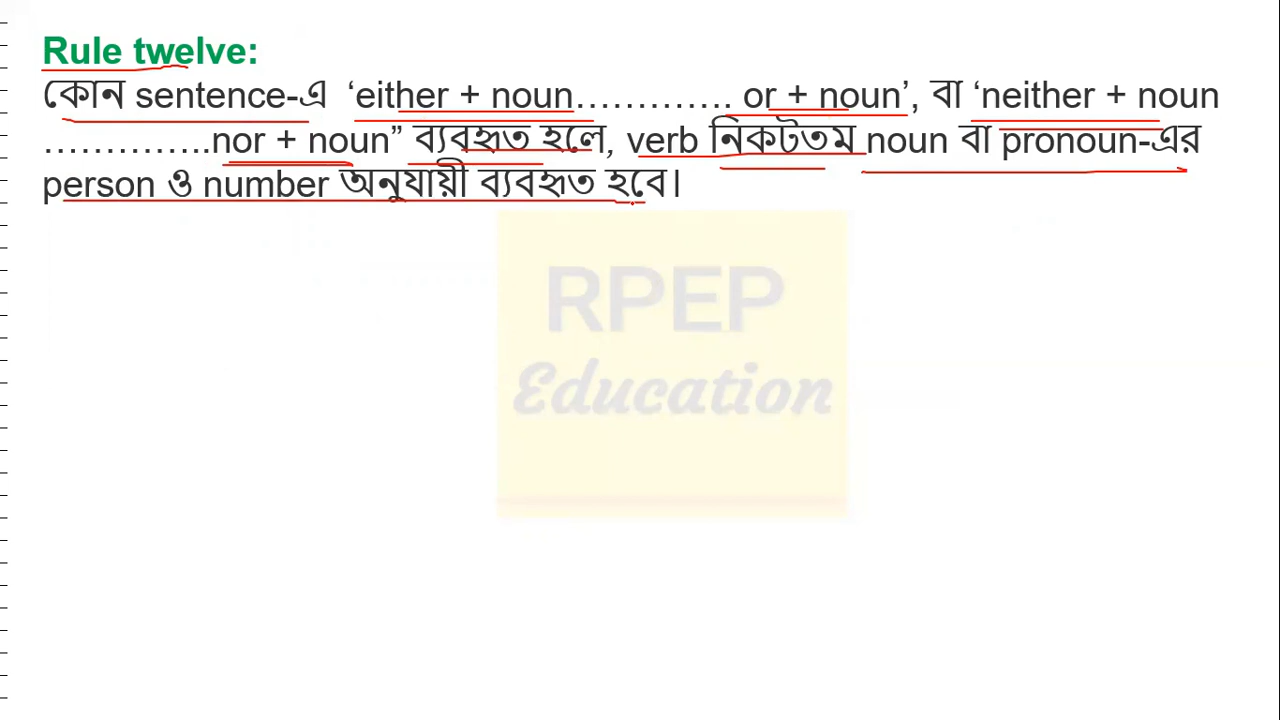 Rule twelve:
কোন sentence-এ ‘either + noun…………. or + noun’, বা ‘neither + noun
…………..nor + noun” ব্যবহৃত হলে, verb নিকটতম noun বা pronoun-এর
person ও number অনুযায়ী ব্যবহৃত হবে।
RPEP
Education